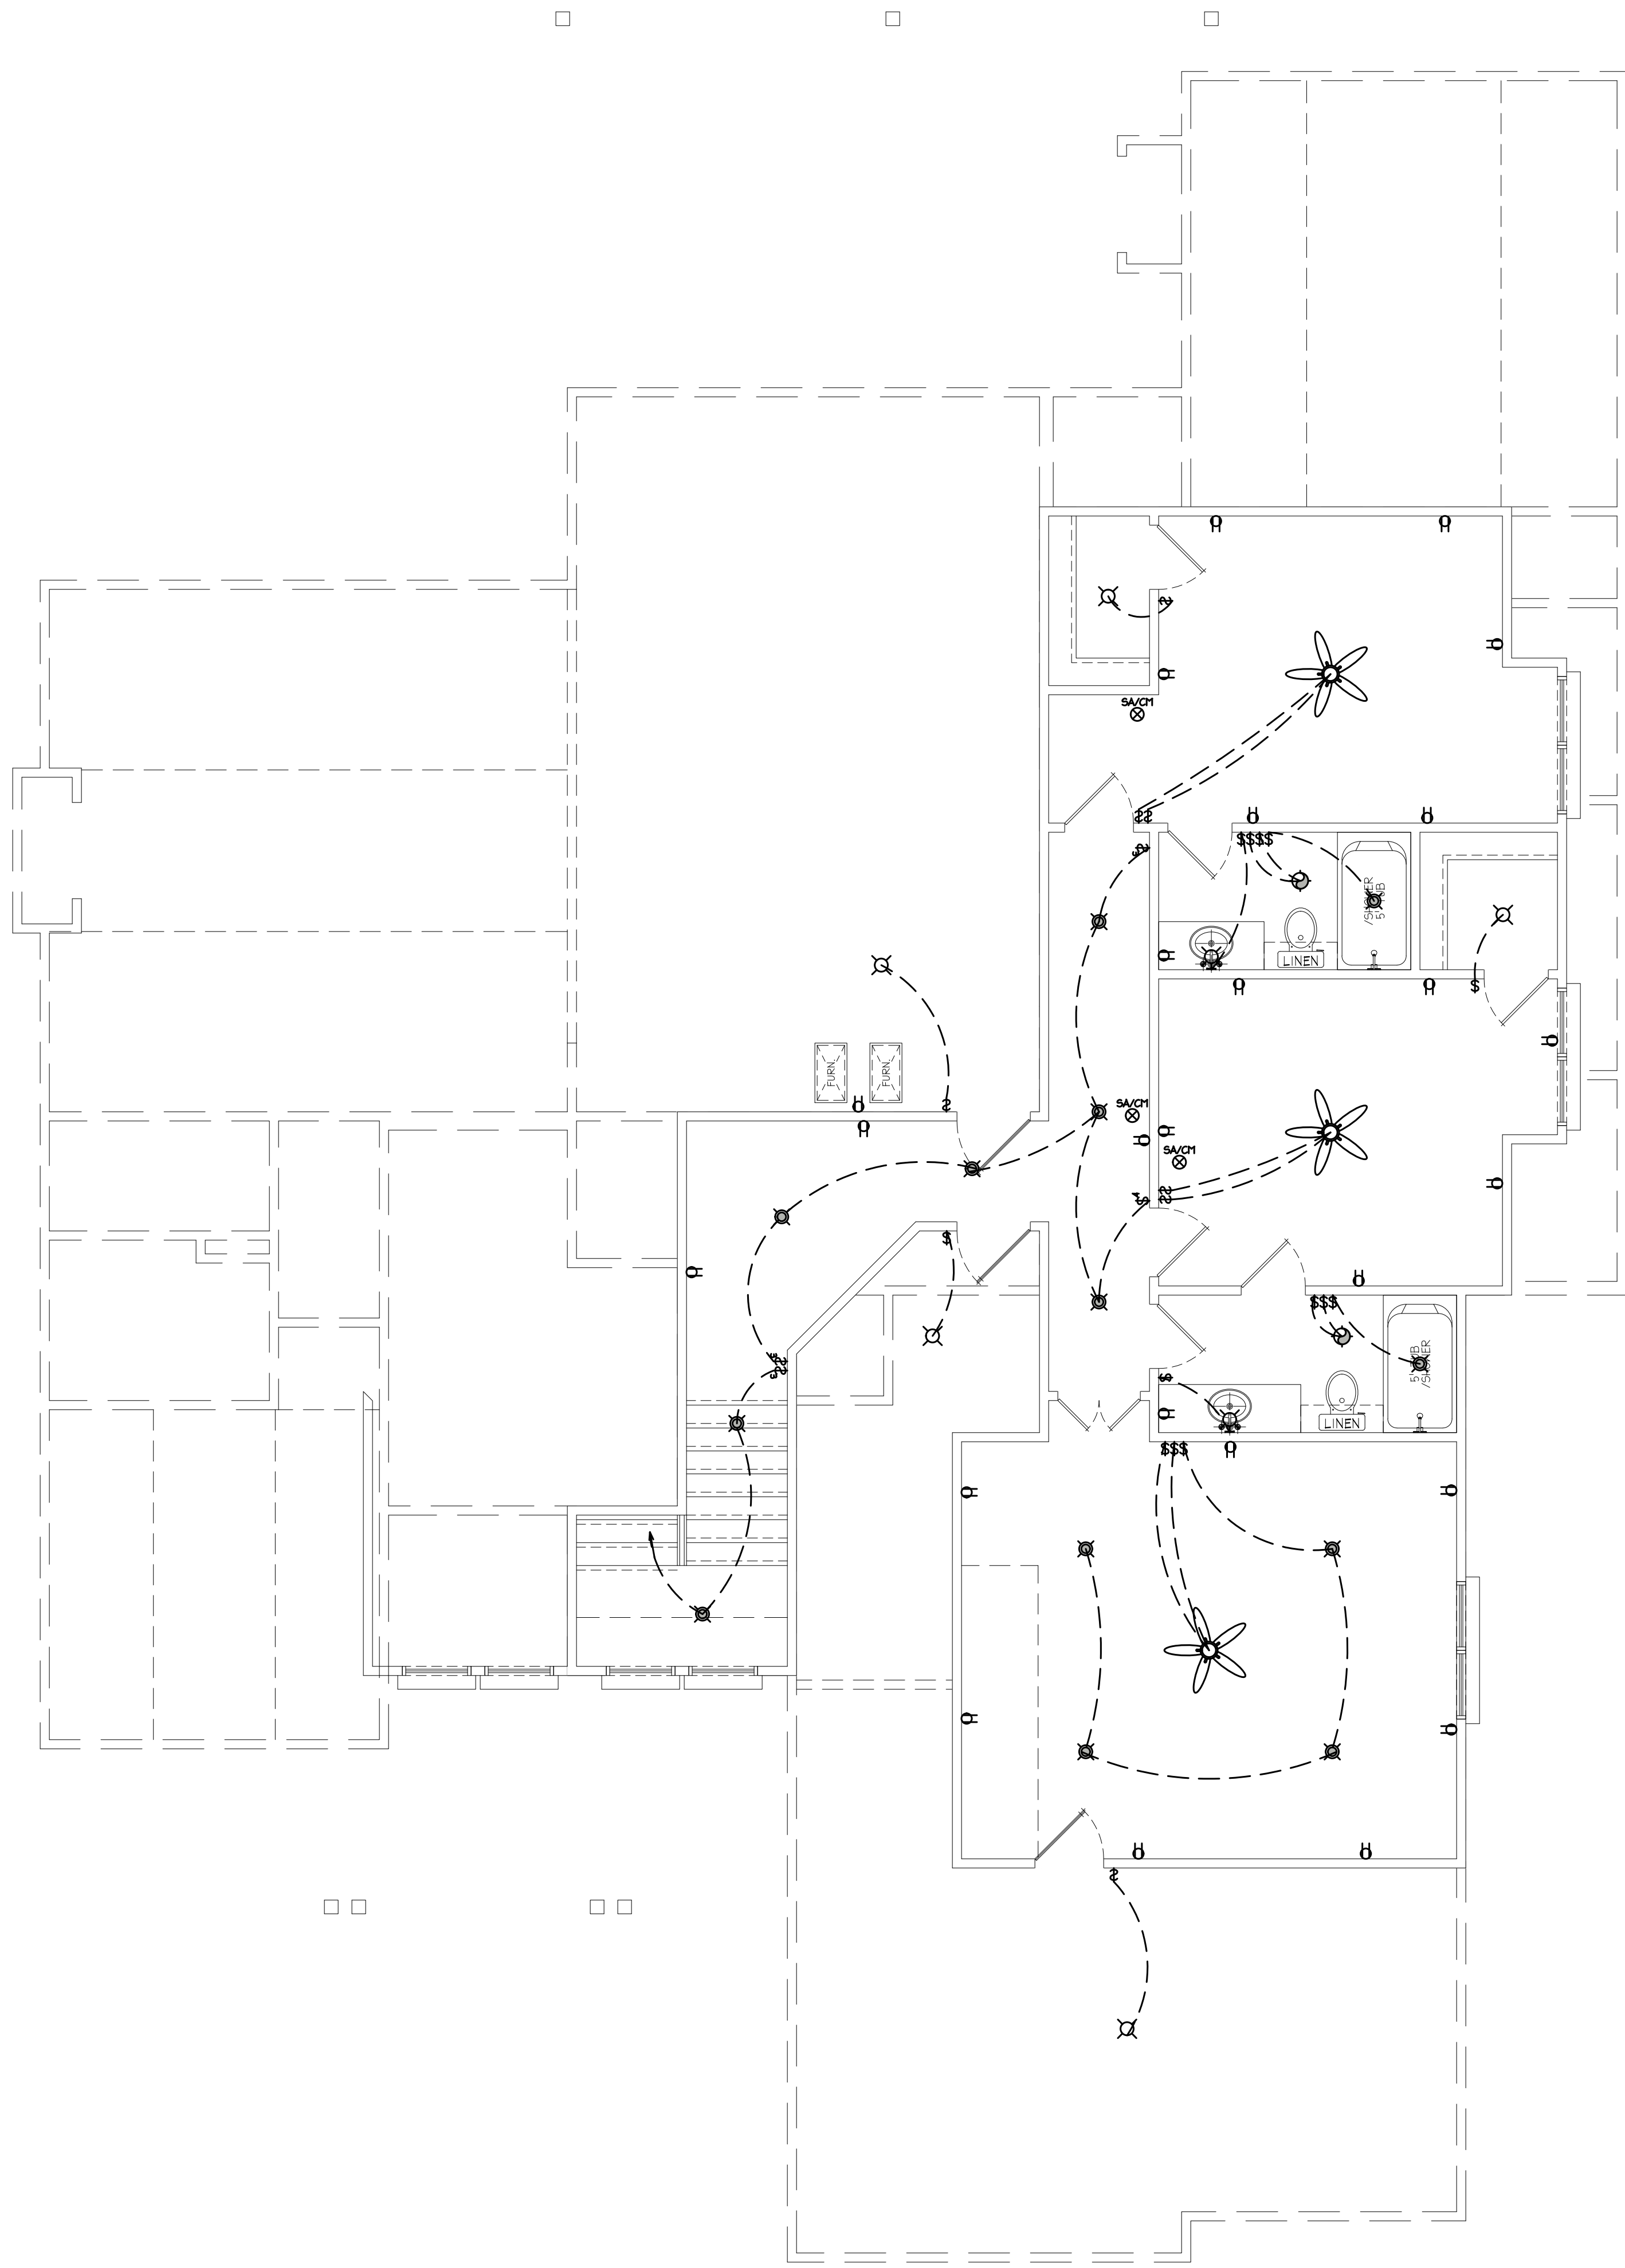 SA/CM
$$$$
5' TUB
/SHOWER
LINEN
$
FURN.
FURN.
SA/CM
SA/CM
$
$$$
5' TUB
/SHOWER
LINEN
$$$